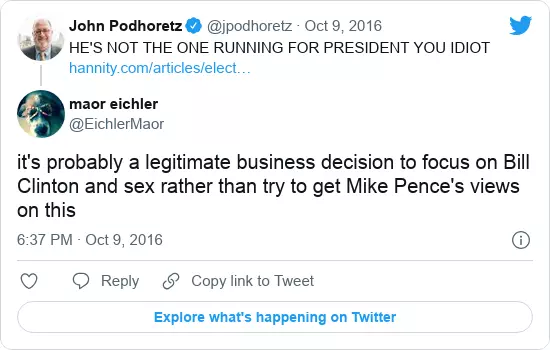 John Podhoretz @jpodhoretz · Oct 9, 2016
HE'S NOT THE ONE RUNNING FOR PRESIDENT YOU IDIOT
hannity.com/articles/elect…
maor eichler
@EichlerMaor
it's probably a legitimate business decision to focus on Bill
Clinton and sex rather than try to get Mike Pence's views
on this
6:37 PM · Oct 9, 2016
Reply Copy link to Tweet
Explore what's happening on Twitter